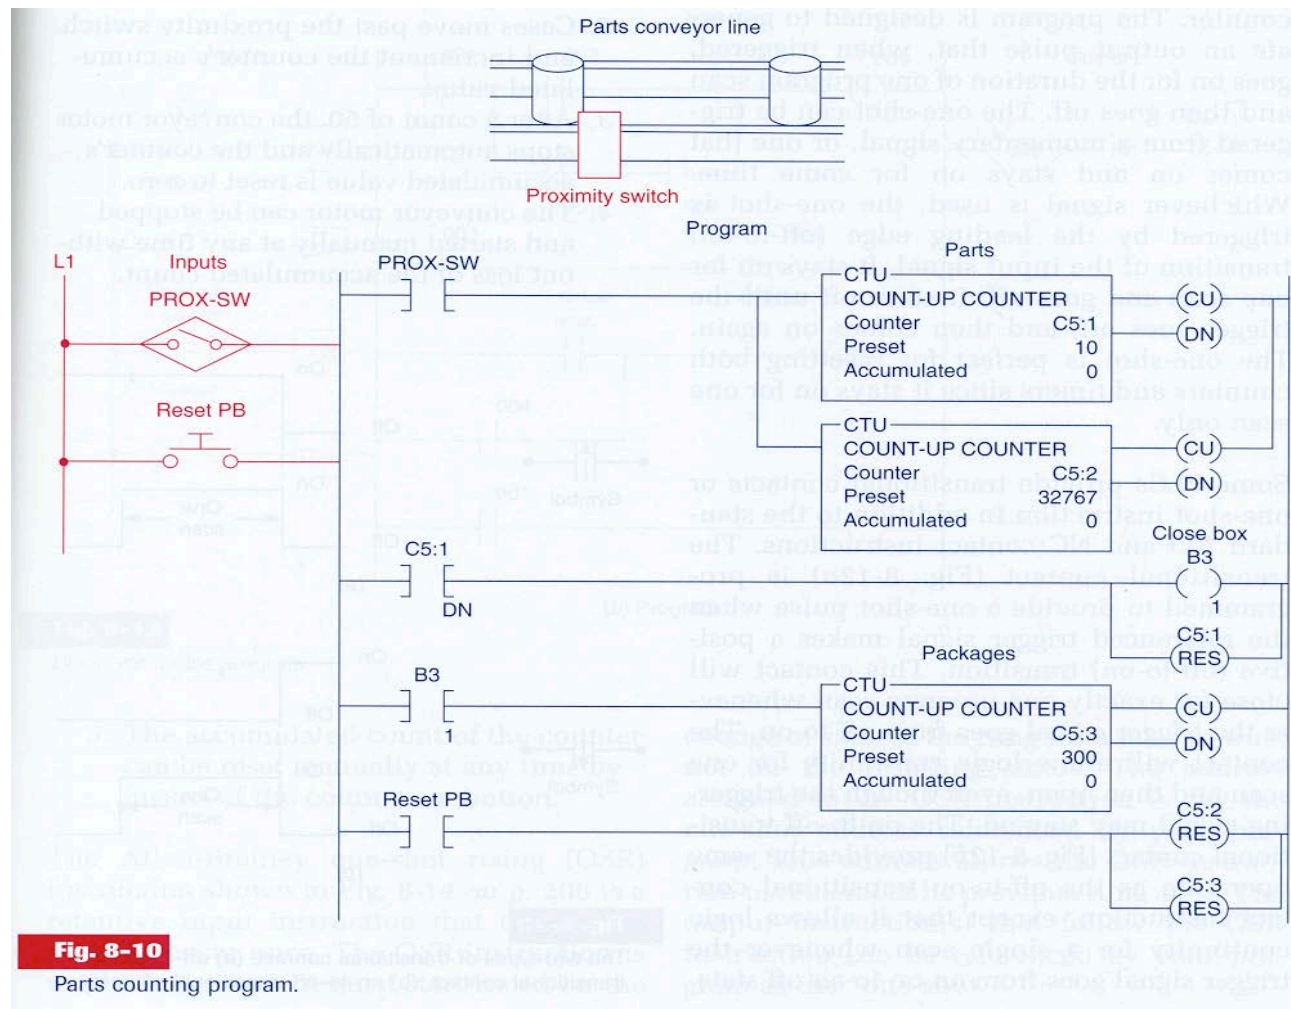 Parts conveyor line
Proximity switch
Program
L1
Inputs
PROX-SW
Parts
PROX-SW
CTU
COUNT-UP COUNTER
Counter C5:1
Preset 10
Accumulated 0
(CU)
(DN)
Reset PB
CTU
COUNT-UP COUNTER
Counter C5:2
Preset 32767
Accumulated 0
(CU)
(DN)
Close box
B3
1
C5:1
DN
C5:1
(RES)
Packages
B3
1
CTU
COUNT-UP COUNTER
Counter C5:3
Preset 300
Accumulated 0
(CU)
(DN)
Reset PB
C5:2
(RES)
C5:3
(RES)
Fig. 8-10
Parts counting program.